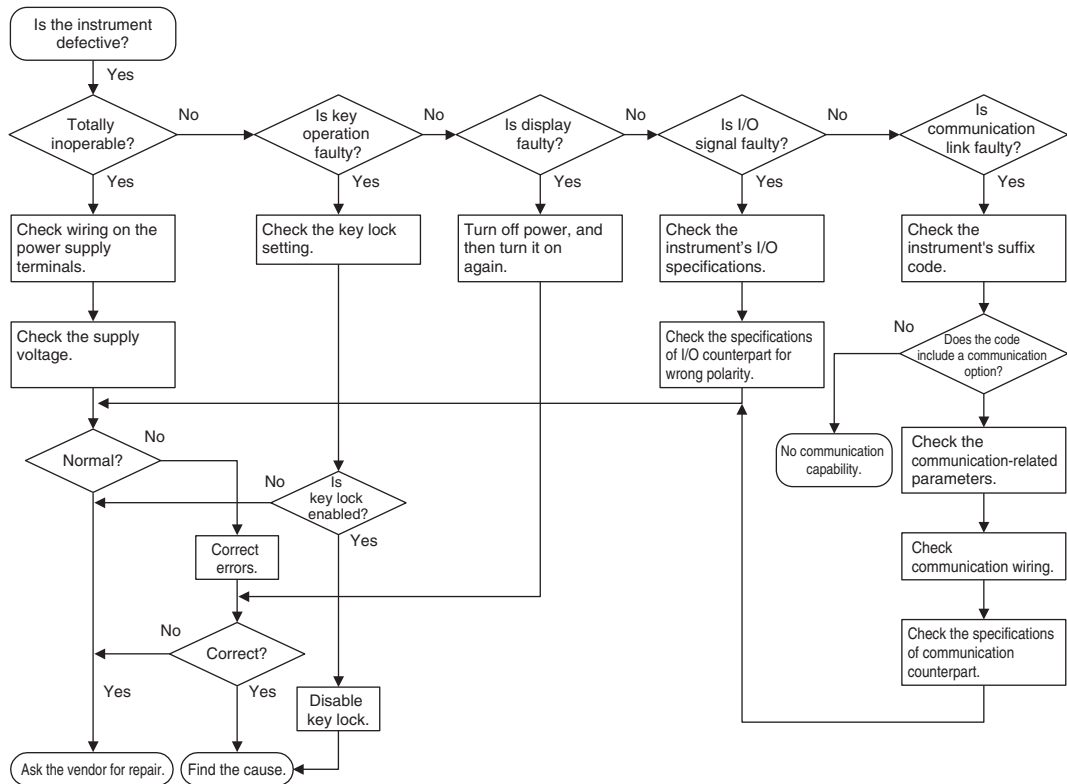 Is the instrument
defective?
Yes
Totally
inoperable?
No
Is key
operation
faulty?
No
Is display
faulty?
No
Is I/O
signal faulty?
No
Is
communication
link faulty?
Yes
Yes
Yes
Yes
Yes
Check wiring on the
power supply
terminals.
Check the key lock
setting.
Turn off power, and
then turn it on
again.
Check the
instrument's I/O
specifications.
Check the
instrument's suffix
code.
Check the supply
voltage.
Check the specifications
of I/O counterpart for
wrong polarity.
No
Does the code
include a communication
option?
Yes
Normal?
No
No communication
capability.
Check the
communication-related
parameters.
No
Is
key lock
enabled?
Yes
Correct
errors.
Check
communication wiring.
No
Correct?
Check the specifications
of communication
counterpart.
Yes
Yes
Disable
key lock.
Ask the vendor for repair.
Find the cause.